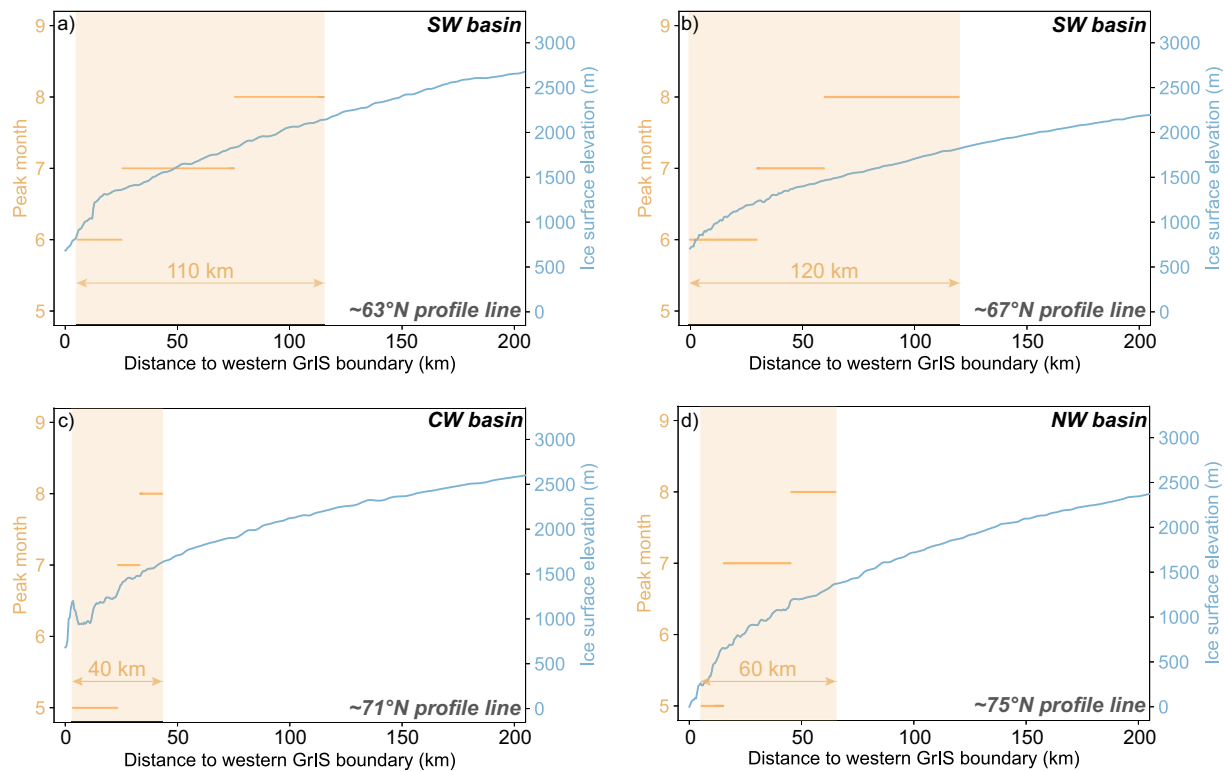 a)
SW basin
9
8
7
6
5
Peak month
3000
2500
2000
1500
1000
500
0
Ice surface elevation (m)
110 km
~63°N profile line
0 50 100 150 200
Distance to western GrIS boundary (km)
b)
SW basin
9
8
7
6
5
Peak month
3000
2500
2000
1500
1000
500
0
Ice surface elevation (m)
120 km
~67°N profile line
0 50 100 150 200
Distance to western GrIS boundary (km)
c)
CW basin
9
8
7
6
5
Peak month
3000
2500
2000
1500
1000
500
0
Ice surface elevation (m)
40 km
~71°N profile line
0 50 100 150 200
Distance to western GrIS boundary (km)
d)
NW basin
9
8
7
6
5
Peak month
3000
2500
2000
1500
1000
500
0
Ice surface elevation (m)
60 km
~75°N profile line
0 50 100 150 200
Distance to western GrIS boundary (km)